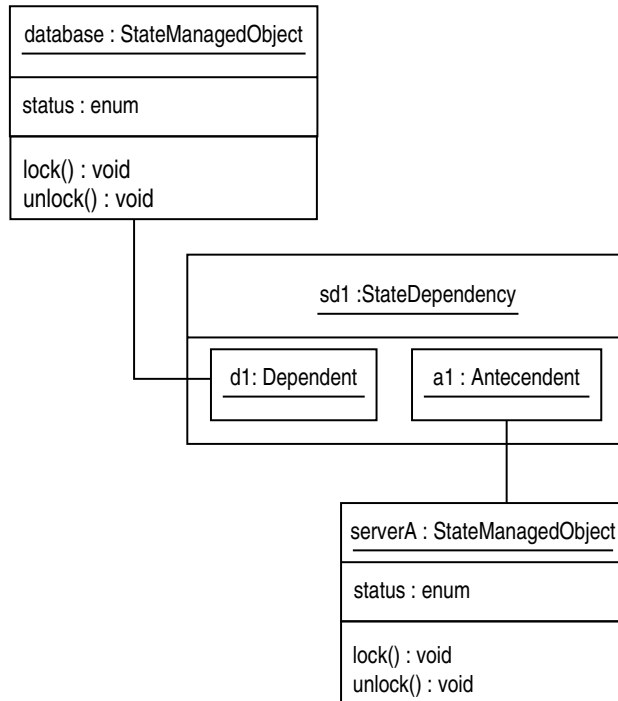 database : StateManagedObject
status : enum
lock() : void
unlock() : void
sd1 :StateDependency
d1: Dependent
a1 : Antecendent
serverA : StateManagedObject
status : enum
lock() : void
unlock() : void